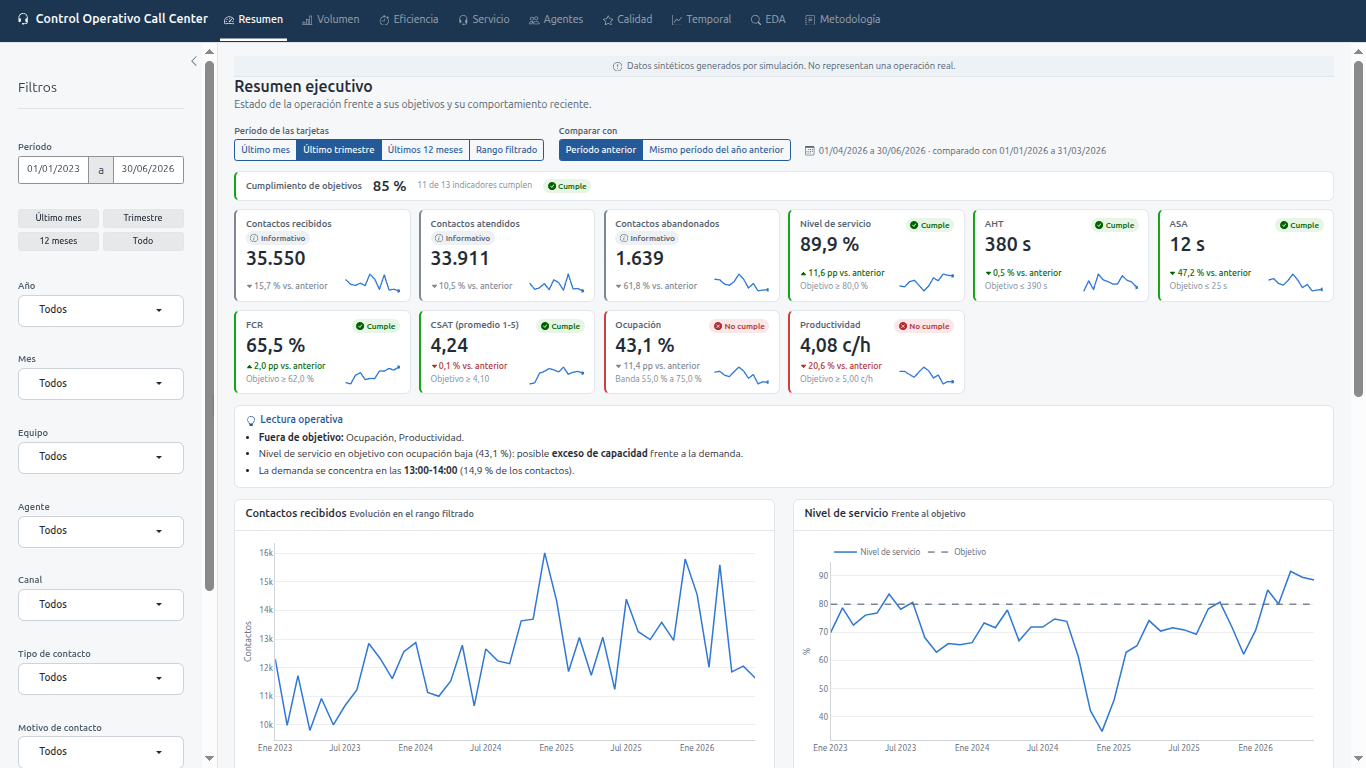 Control Operativo Call Center
Resumen
Volumen
Eficiencia
Servicio
Agentes
Calidad
Temporal
EDA
Metodología
Filtros
Período
01/01/2023 a 30/06/2026
Último mes
Trimestre
12 meses
Todo
Año
Todos
Mes
Todos
Equipo
Todos
Agente
Todos
Canal
Todos
Tipo de contacto
Todos
Motivo de contacto
Todos
Datos sintéticos generados por simulación. No representan una operación real.
Resumen ejecutivo
Estado de la operación frente a sus objetivos y su comportamiento reciente.
Período de las tarjetas
Último mes
Último trimestre
Últimos 12 meses
Rango filtrado
Comparar con
Período anterior
Mismo período del año anterior
01/04/2026 a 30/06/2026 · comparado con 01/01/2026 a 31/03/2026
Cumplimiento de objetivos 85 % 11 de 13 indicadores cumplen Cumple
Contactos recibidos
Informativo
35.550
15,7 % vs. anterior
Contactos atendidos
Informativo
33.911
10,5 % vs. anterior
Contactos abandonados
Informativo
1.639
61,8 % vs. anterior
Nivel de servicio
Cumple
89,9 %
11,6 pp vs. anterior
Objetivo ≥ 80,0 %
AHT
Cumple
380 s
0,5 % vs. anterior
Objetivo ≤ 390 s
ASA
Cumple
12 s
47,2 % vs. anterior
Objetivo ≤ 25 s
FCR
Cumple
65,5 %
2,0 pp vs. anterior
Objetivo ≥ 62,0 %
CSAT (promedio 1-5)
Cumple
4,24
0,1 % vs. anterior
Objetivo ≥ 4,10
Ocupación
No cumple
43,1 %
11,4 pp vs. anterior
Banda 55,0 % a 75,0 %
Productividad
No cumple
4,08 c/h
20,6 % vs. anterior
Objetivo ≥ 5,00 c/h
Lectura operativa
• Fuera de objetivo: Ocupación, Productividad.
• Nivel de servicio en objetivo con ocupación baja (43,1 %): posible exceso de capacidad frente a la demanda.
• La demanda se concentra en las 13:00-14:00 (14,9 % de los contactos).
Contactos recibidos Evolución en el rango filtrado
Contactos
16k
15k
14k
13k
12k
11k
10k
Ene 2023
Jul 2023
Ene 2024
Jul 2024
Ene 2025
Jul 2025
Ene 2026
Nivel de servicio Frente al objetivo
Nivel de servicio
Objetivo
%
90
80
70
60
50
40
Ene 2023
Jul 2023
Ene 2024
Jul 2024
Ene 2025
Jul 2025
Ene 2026